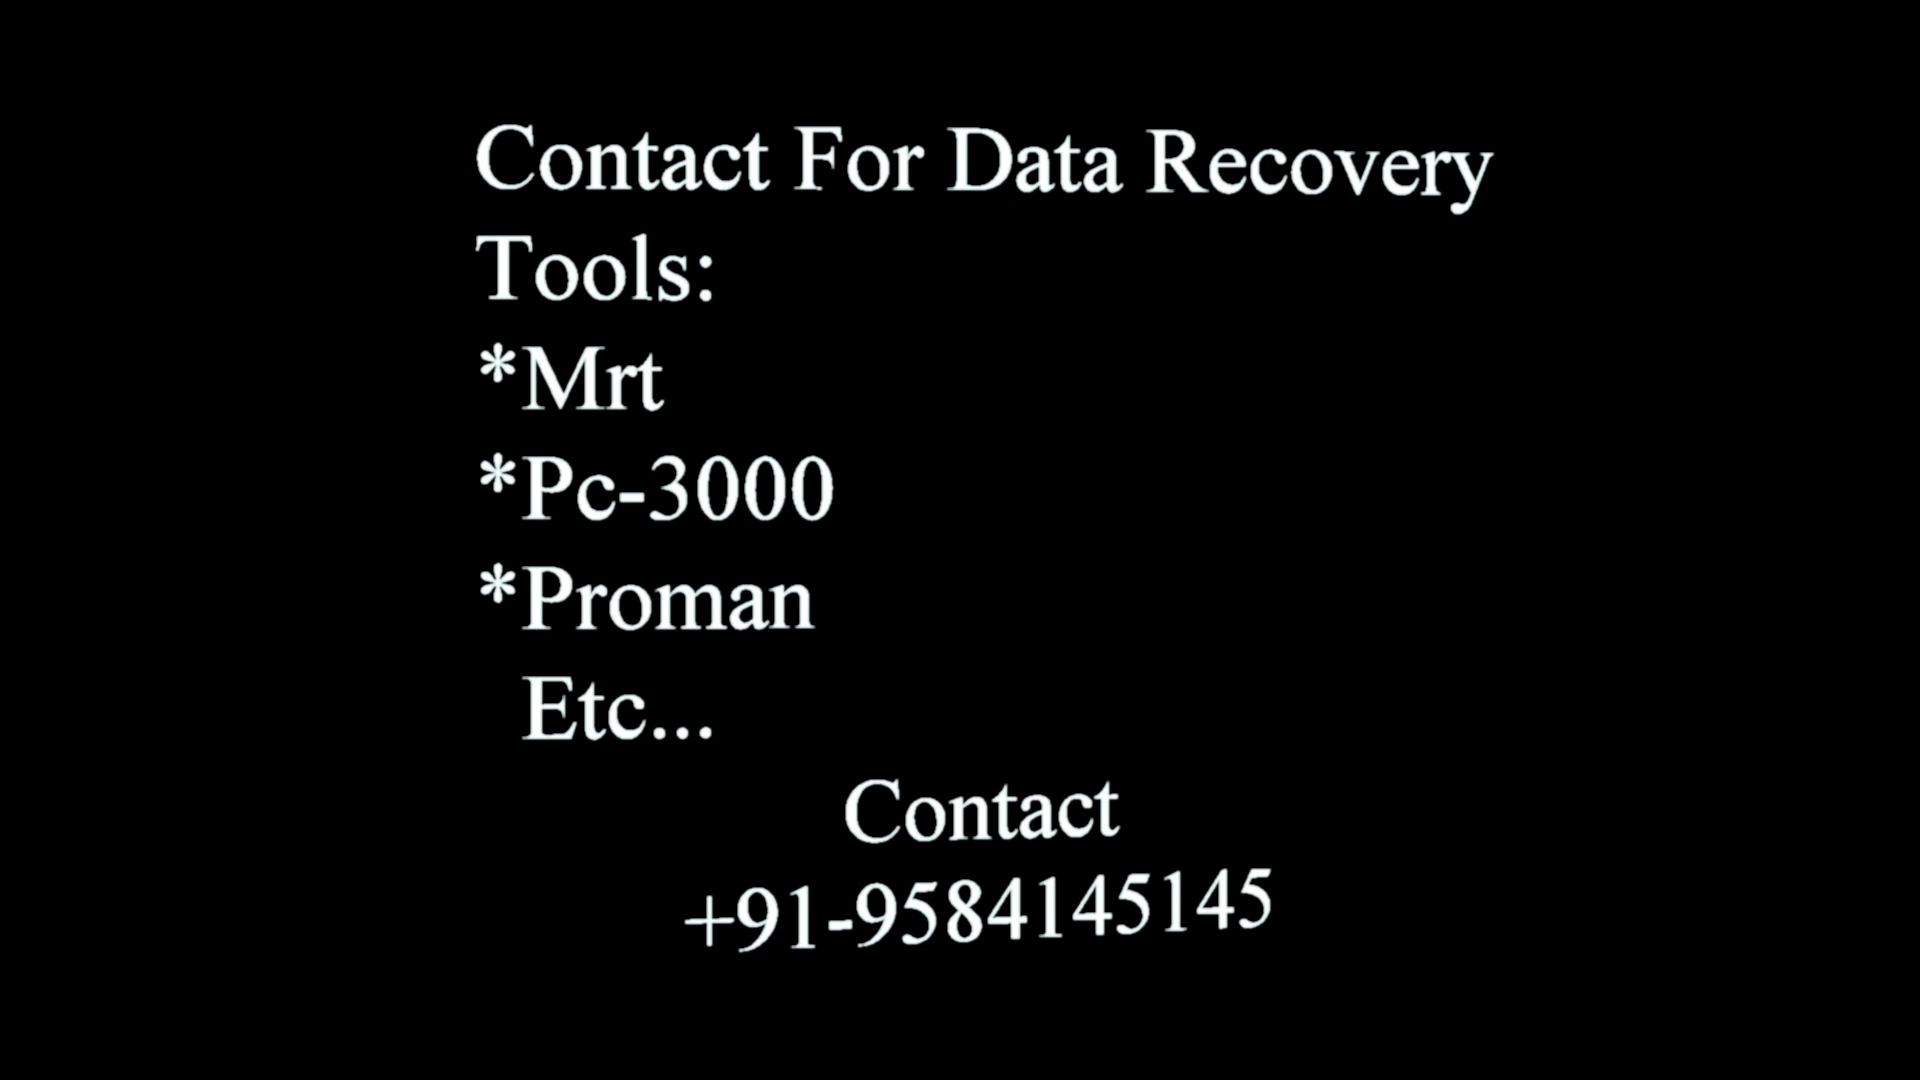 Contact For Data Recovery
Tools:
*Mrt
*Pc-3000
*Proman
Etc...
Contact
+91-9584145145